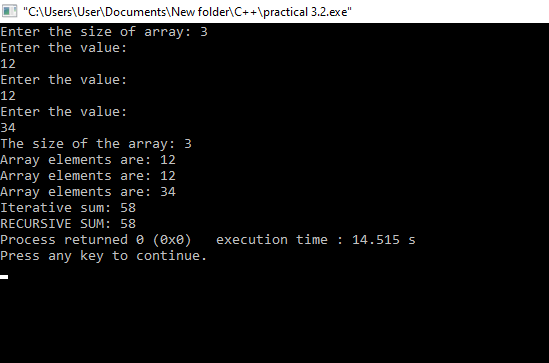 "C:\Users\User\Documents\New folder\C++\practical 3.2.exe"
Enter the size of array: 3
Enter the value:
12
Enter the value:
12
Enter the value:
34
The size of the array: 3
Array elements are: 12
Array elements are: 12
Array elements are: 34
Iterative sum: 58
RECURSIVE SUM: 58
Process returned 0 (0x0)   execution time : 14.515 s
Press any key to continue.